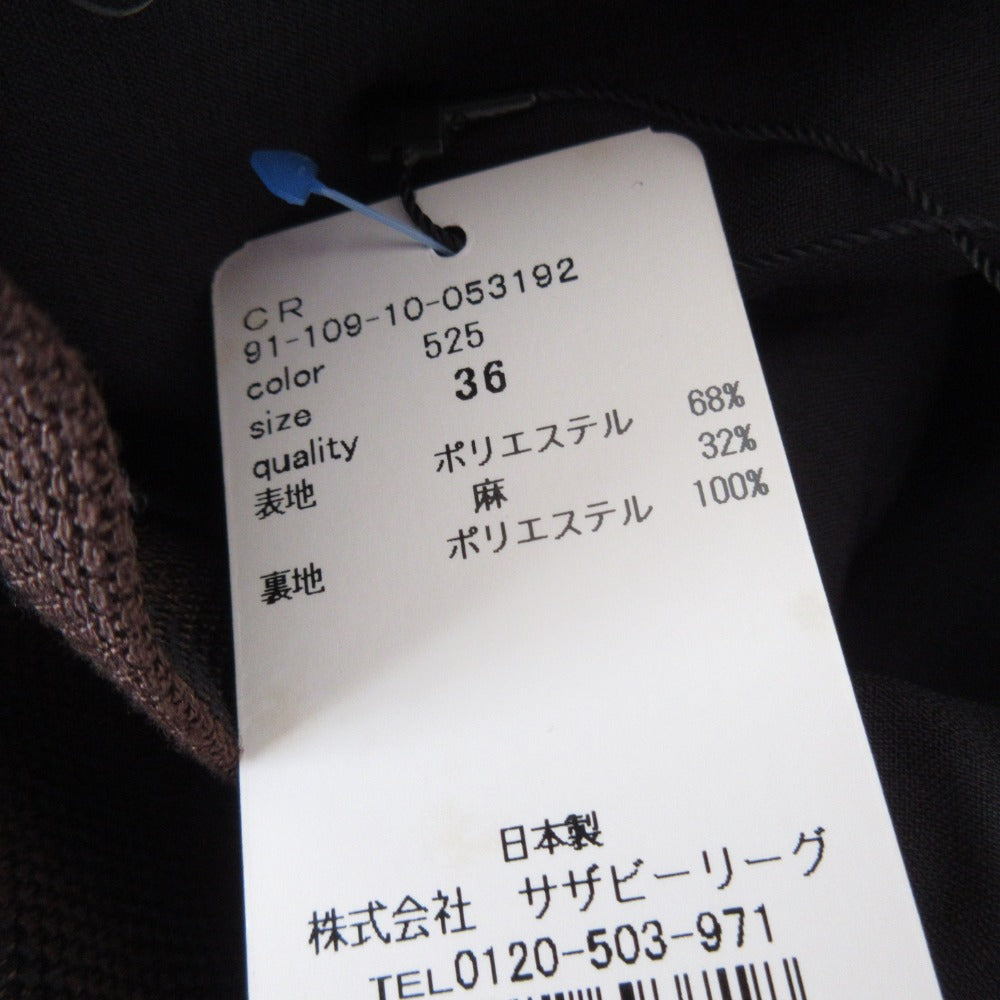 CR
91-109-10-053192
color 525
size 36
quality
表地 ポリエステル 68%
麻 32%
裏地 ポリエステル 100%
日本製
株式会社 サザビーリーグ
TEL0120-503-971